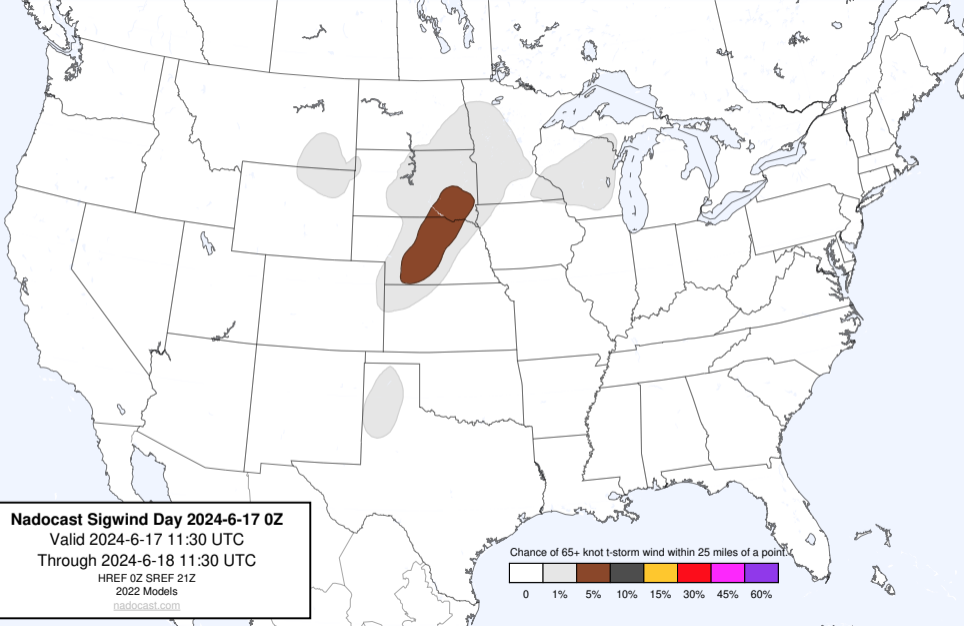 Nadocast Sigwind Day 2024-6-17 0Z
Valid 2024-6-17 11:30 UTC
Through 2024-6-18 11:30 UTC
HREF 0Z SREF 21Z
2022 Models
nadocast.com
Chance of 65+ knot t-storm wind within 25 miles of a point.
0 1% 5% 10% 15% 30% 45% 60%